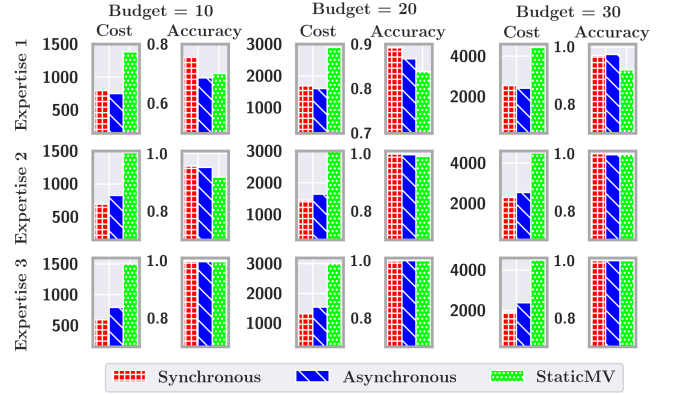 Budget = 10 Budget = 20 Budget = 30
Cost Accuracy Cost Accuracy Cost Accuracy
Expertise 1
1500 0.8 3000 0.9 4000 1.0
1000 2000 0.8 2000 0.8
500 0.6 1000 0.7
Expertise 2
1500 1.0 3000 1.0 4000 1.0
1000 2000
500 0.8 1000 0.8 2000 0.8
Expertise 3
1500 1.0 3000 1.0 4000 1.0
1000 2000
500 0.8 1000 0.8 2000 0.8
Synchronous Asynchronous StaticMV